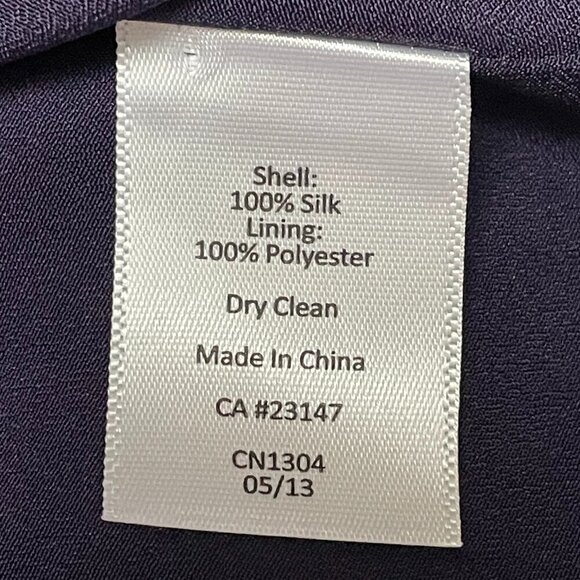 Shell:
100% Silk
Lining:
100% Polyester
Dry Clean
Made In China
CA #23147
CN1304
05/13